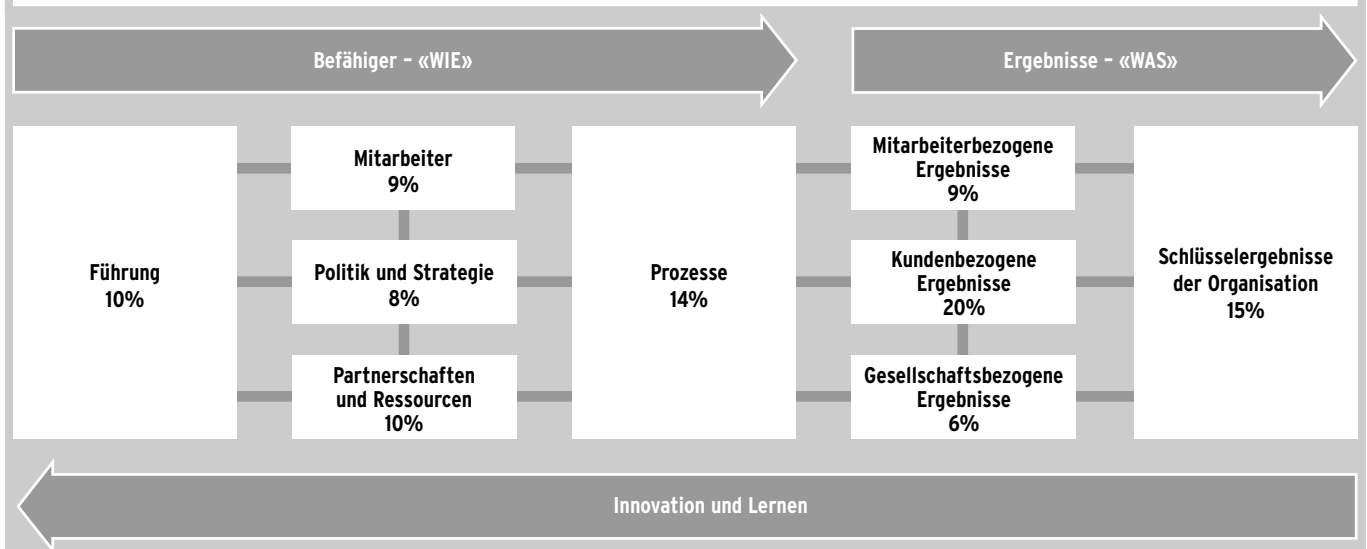 Befähiger – «WIE»
Ergebnisse – «WAS»
Führung
10%
Mitarbeiter
9%
Politik und Strategie
8%
Partnerschaften
und Ressourcen
10%
Prozesse
14%
Mitarbeiterbezogene
Ergebnisse
9%
Kundenbezogene
Ergebnisse
20%
Gesellschaftsbezogene
Ergebnisse
6%
Schlüsselergebnisse
der Organisation
15%
Innovation und Lernen